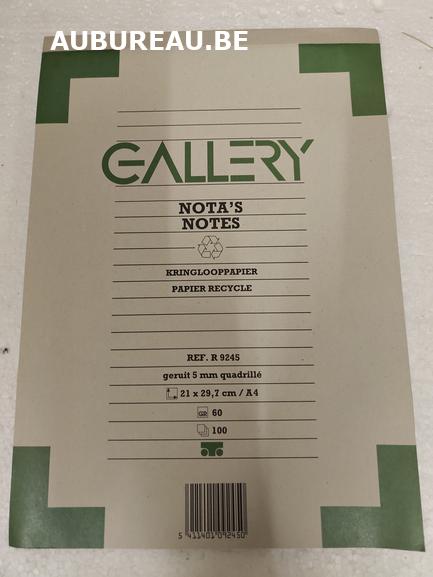 AUBUREAU.BE
GALLERY
NOTA'S
NOTES
KRINGLOOPPAPIER
PAPIER RECYCLE
REF. R 9245
geruit 5 mm quadrillé
21 x 29,7 cm / A4
GR 60
100
5 411401 092450